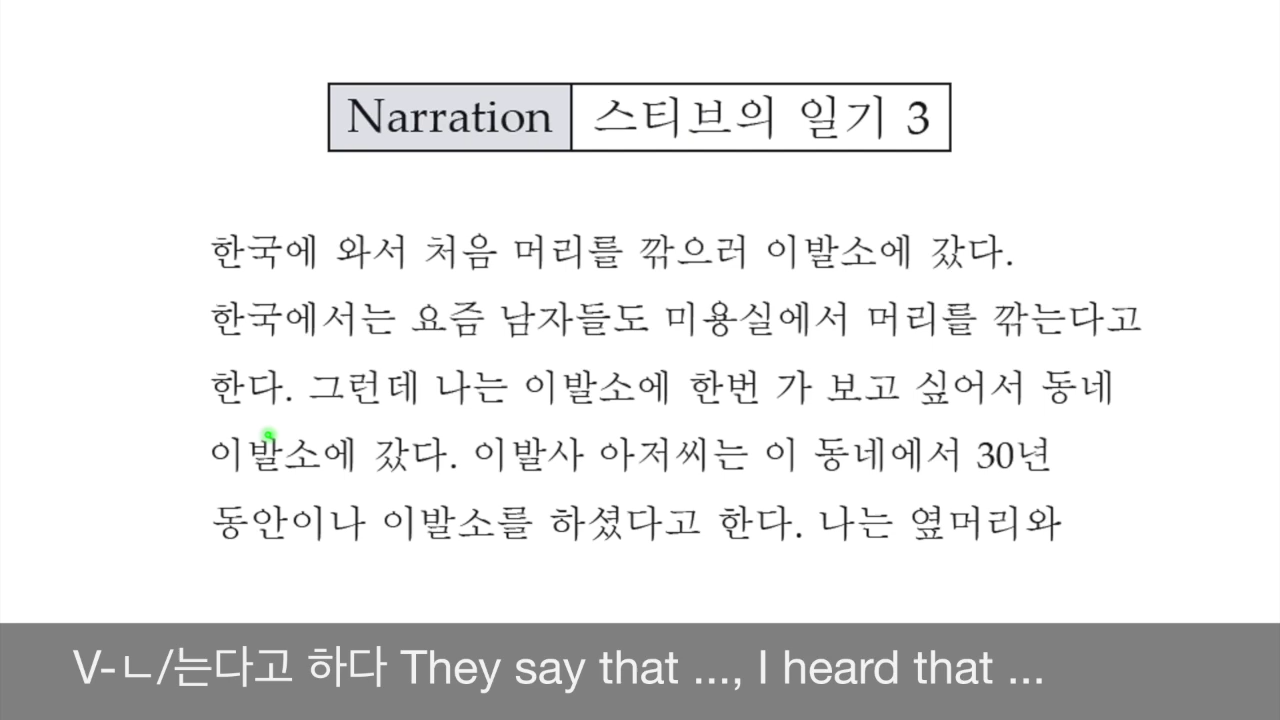 Narration 스티브의 일기 3
한국에 와서 처음 머리를 깎으러 이발소에 갔다.
한국에서는 요즘 남자들도 미용실에서 머리를 깎는다고
한다. 그런데 나는 이발소에 한번 가 보고 싶어서 동네
이발소에 갔다. 이발사 아저씨는 이 동네에서 30년
동안이나 이발소를 하셨다고 한다. 나는 옆머리와
V-ㄴ/는다고 하다 They say that ..., I heard that ...